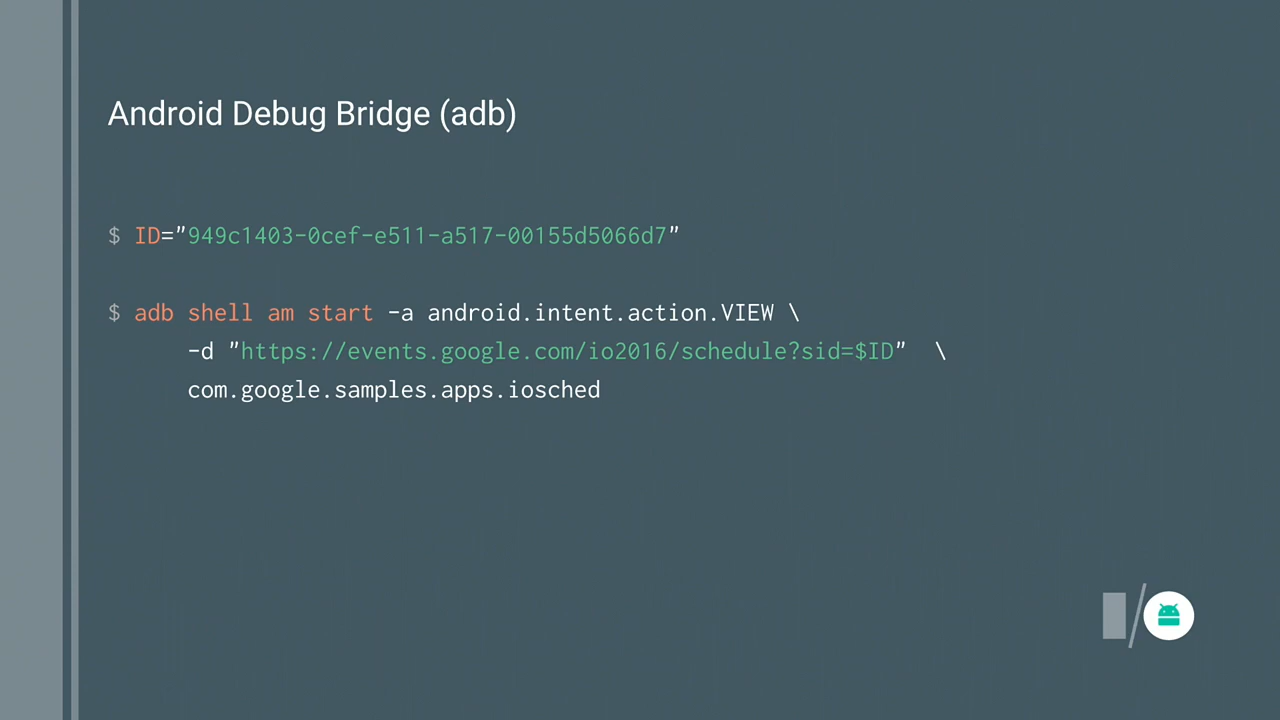 Android Debug Bridge (adb)
$ ID="949c1403-0cef-e511-a517-00155d5066d7"
$ adb shell am start -a android.intent.action.VIEW \
-d "https://events.google.com/io2016/schedule?sid=$ID" \
com.google.samples.apps.iosched